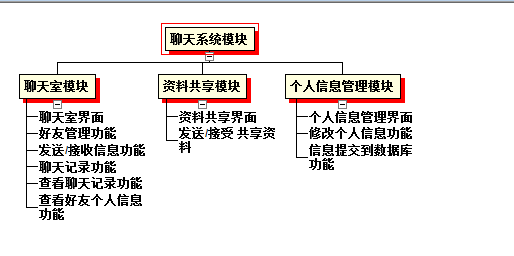 聊天系统模块
聊天室模块
资料共享模块
个人信息管理模块
聊天室界面
好友管理功能
发送/接收信息功能
聊天记录功能
查看聊天记录功能
查看好友个人信息
功能
资料共享界面
发送/接受 共享资
料
个人信息管理界面
修改个人信息功能
信息提交到数据库
功能